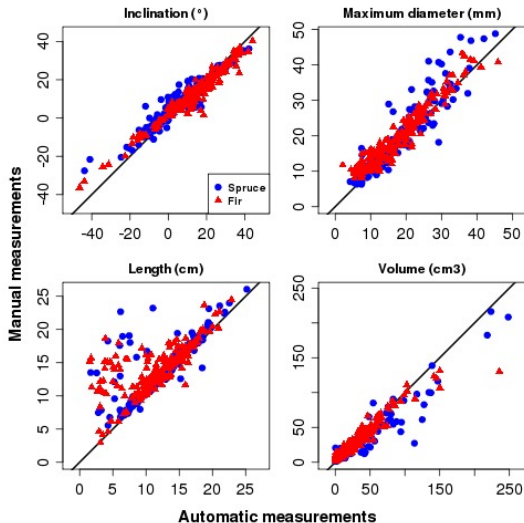 Inclination (°)
Maximum diameter (mm)
40
20
0
-20
-40
-40 -20 0 20 40
Spruce
Fir
50
40
30
20
10
0
0 10 20 30 40 50
Length (cm)
Volume (cm3)
25
20
15
10
5
0
0 5 10 15 20 25
250
150
50
0
0 50 150 250
Manual measurements
Automatic measurements